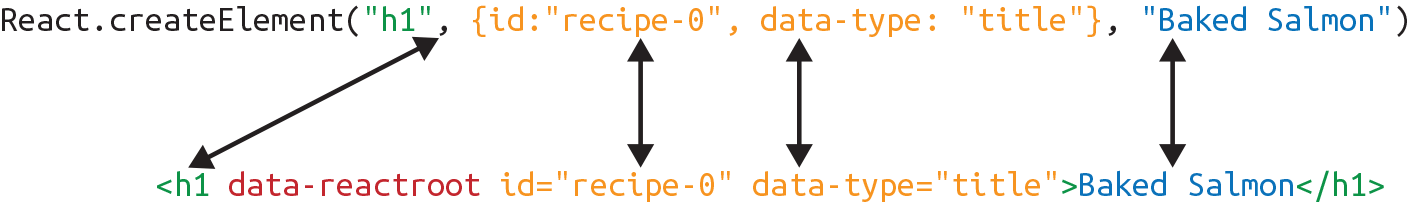 React.createElement("h1", {id:"recipe-0", data-type: "title"}, "Baked Salmon")
<h1 data-reactroot id="recipe-0" data-type="title">Baked Salmon</h1>